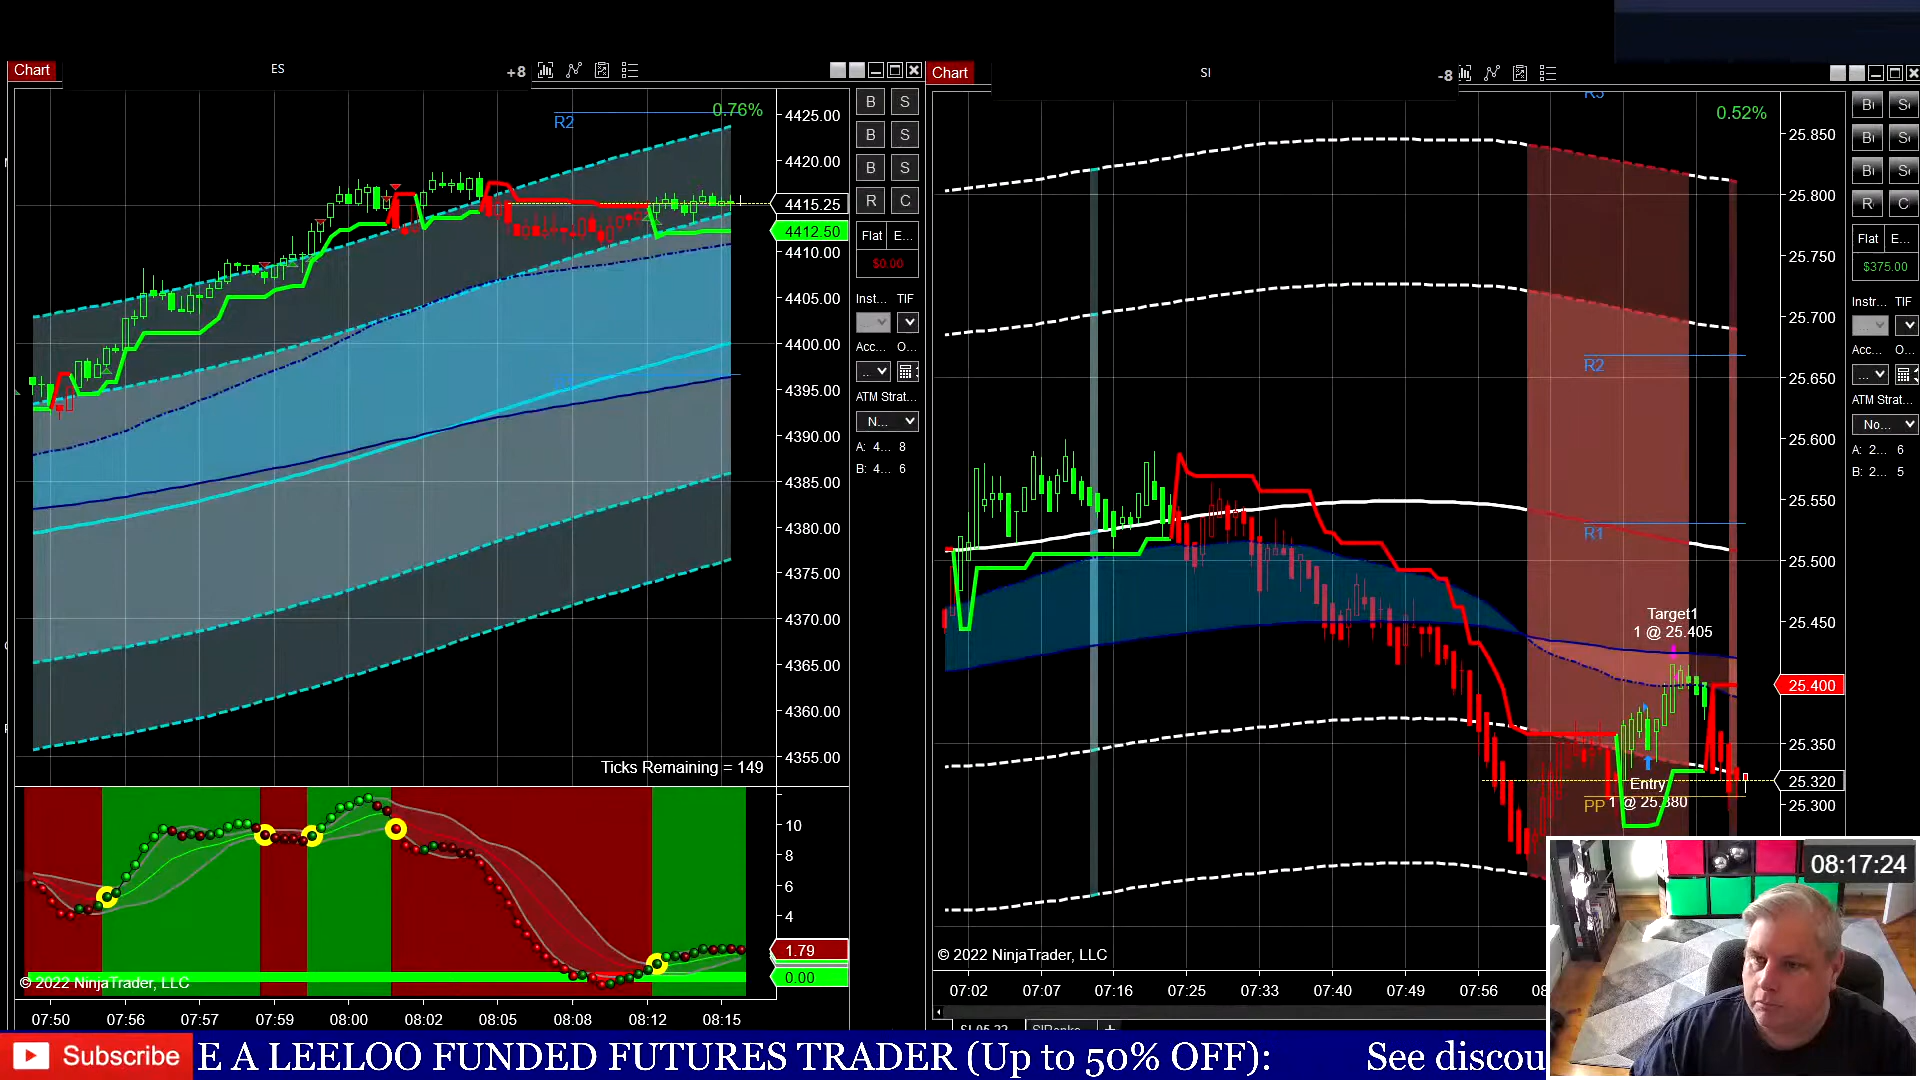 Chart
ES
+8
0.76%
R2
4425.00
4420.00
4415.25
4412.50
4410.00
4405.00
4400.00
4395.00
4390.00
4385.00
4380.00
4375.00
4370.00
4365.00
4360.00
4355.00
Ticks Remaining = 149
10
8
6
4
1.79
0.00
© 2022 NinjaTrader, LLC
07:50
07:56
07:57
07:59
08:00
08:02
08:05
08:08
08:12
08:15
B S
B S
B S
R C
Flat E...
$0.00
Inst... TIF
Acc... O...
ATM Strat...
N...
A: 4... 8
B: 4... 6
Chart
SI
-8
R3
0.52%
25.850
25.800
25.750
25.700
25.650
25.600
25.550
25.500
25.450
25.400
25.350
25.320
25.300
R2
R1
Target1
1 @ 25.405
Entry
PP
© 2022 NinjaTrader, LLC
07:02
07:07
07:16
07:25
07:33
07:40
07:49
07:56
SI 05-22
Flat E...
$375.00
Instr... TIF
Acc... O...
ATM Strat...
No...
A: 2... 6
B: 2... 5
08:17:24
Subscribe
E A LEELOO FUNDED FUTURES TRADER (Up to 50% OFF): See discou